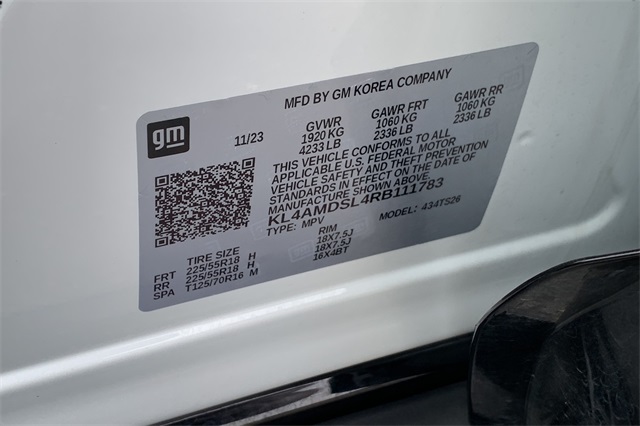 MFD BY GM KOREA COMPANY
gm
11/23
GVWR GAWR FRT GAWR RR
1920 KG 1060 KG 1060 KG
4233 LB 2336 LB 2336 LB
THIS VEHICLE CONFORMS TO ALL
APPLICABLE U.S. FEDERAL MOTOR
VEHICLE SAFETY AND THEFT PREVENTION
STANDARDS IN EFFECT ON THE DATE OF
MANUFACTURE SHOWN ABOVE.
KL4AMDSL4RB111783
TYPE: MPV MODEL: 434TS26
TIRE SIZE RIM
FRT 225/55R18 H 18X7.5J
RR 225/55R18 H 18X7.5J
SPA T125/70R16 M 16X4BT